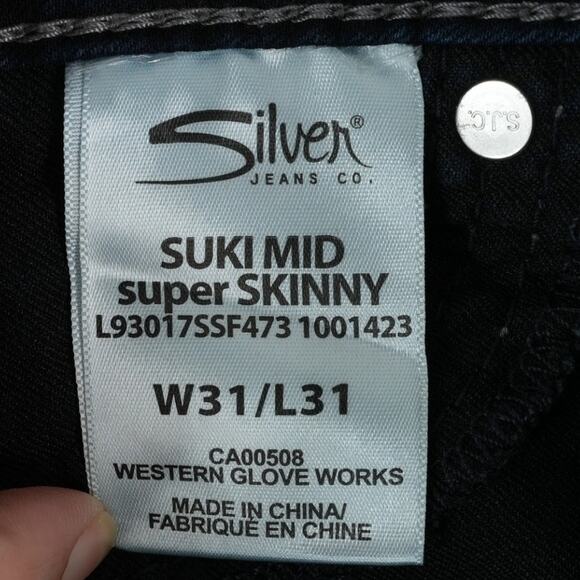 Silver®
JEANS CO.
S.J.C.
SUKI MID
super SKINNY
L93017SSF473 1001423
W31/L31
CA00508
WESTERN GLOVE WORKS
MADE IN CHINA/
FABRIQUÉ EN CHINE